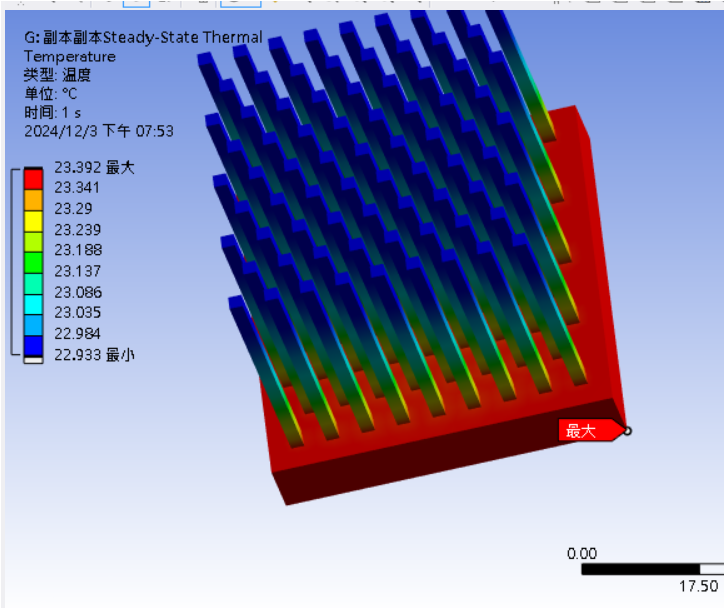 G: 副本副本Steady-State Thermal
Temperature
类型: 温度
单位: °C
时间: 1 s
2024/12/3 下午 07:53
23.392 最大
23.341
23.29
23.239
23.188
23.137
23.086
23.035
22.984
22.933 最小
最大
0.00
17.50